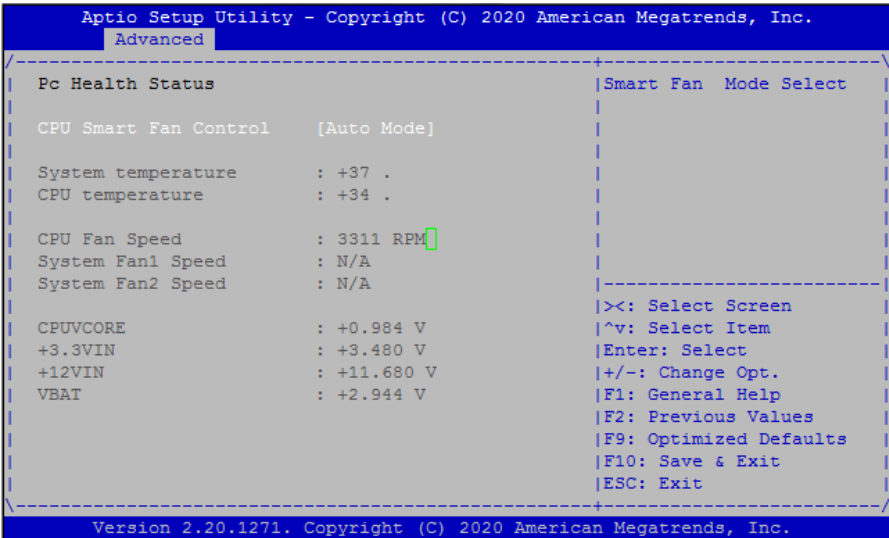 Aptio Setup Utility – Copyright (C) 2020 American Megatrends, Inc.
Advanced
Pc Health Status
CPU Smart Fan Control [Auto Mode]
System temperature : +37 .
CPU temperature : +34 .
CPU Fan Speed : 3311 RPM
System Fan1 Speed : N/A
System Fan2 Speed : N/A
CPUVCORE : +0.984 V
+3.3VIN : +3.480 V
+12VIN : +11.680 V
VBAT : +2.944 V
Smart Fan Mode Select
><: Select Screen
^v: Select Item
Enter: Select
+/-: Change Opt.
F1: General Help
F2: Previous Values
F9: Optimized Defaults
F10: Save & Exit
ESC: Exit
Version 2.20.1271. Copyright (C) 2020 American Megatrends, Inc.